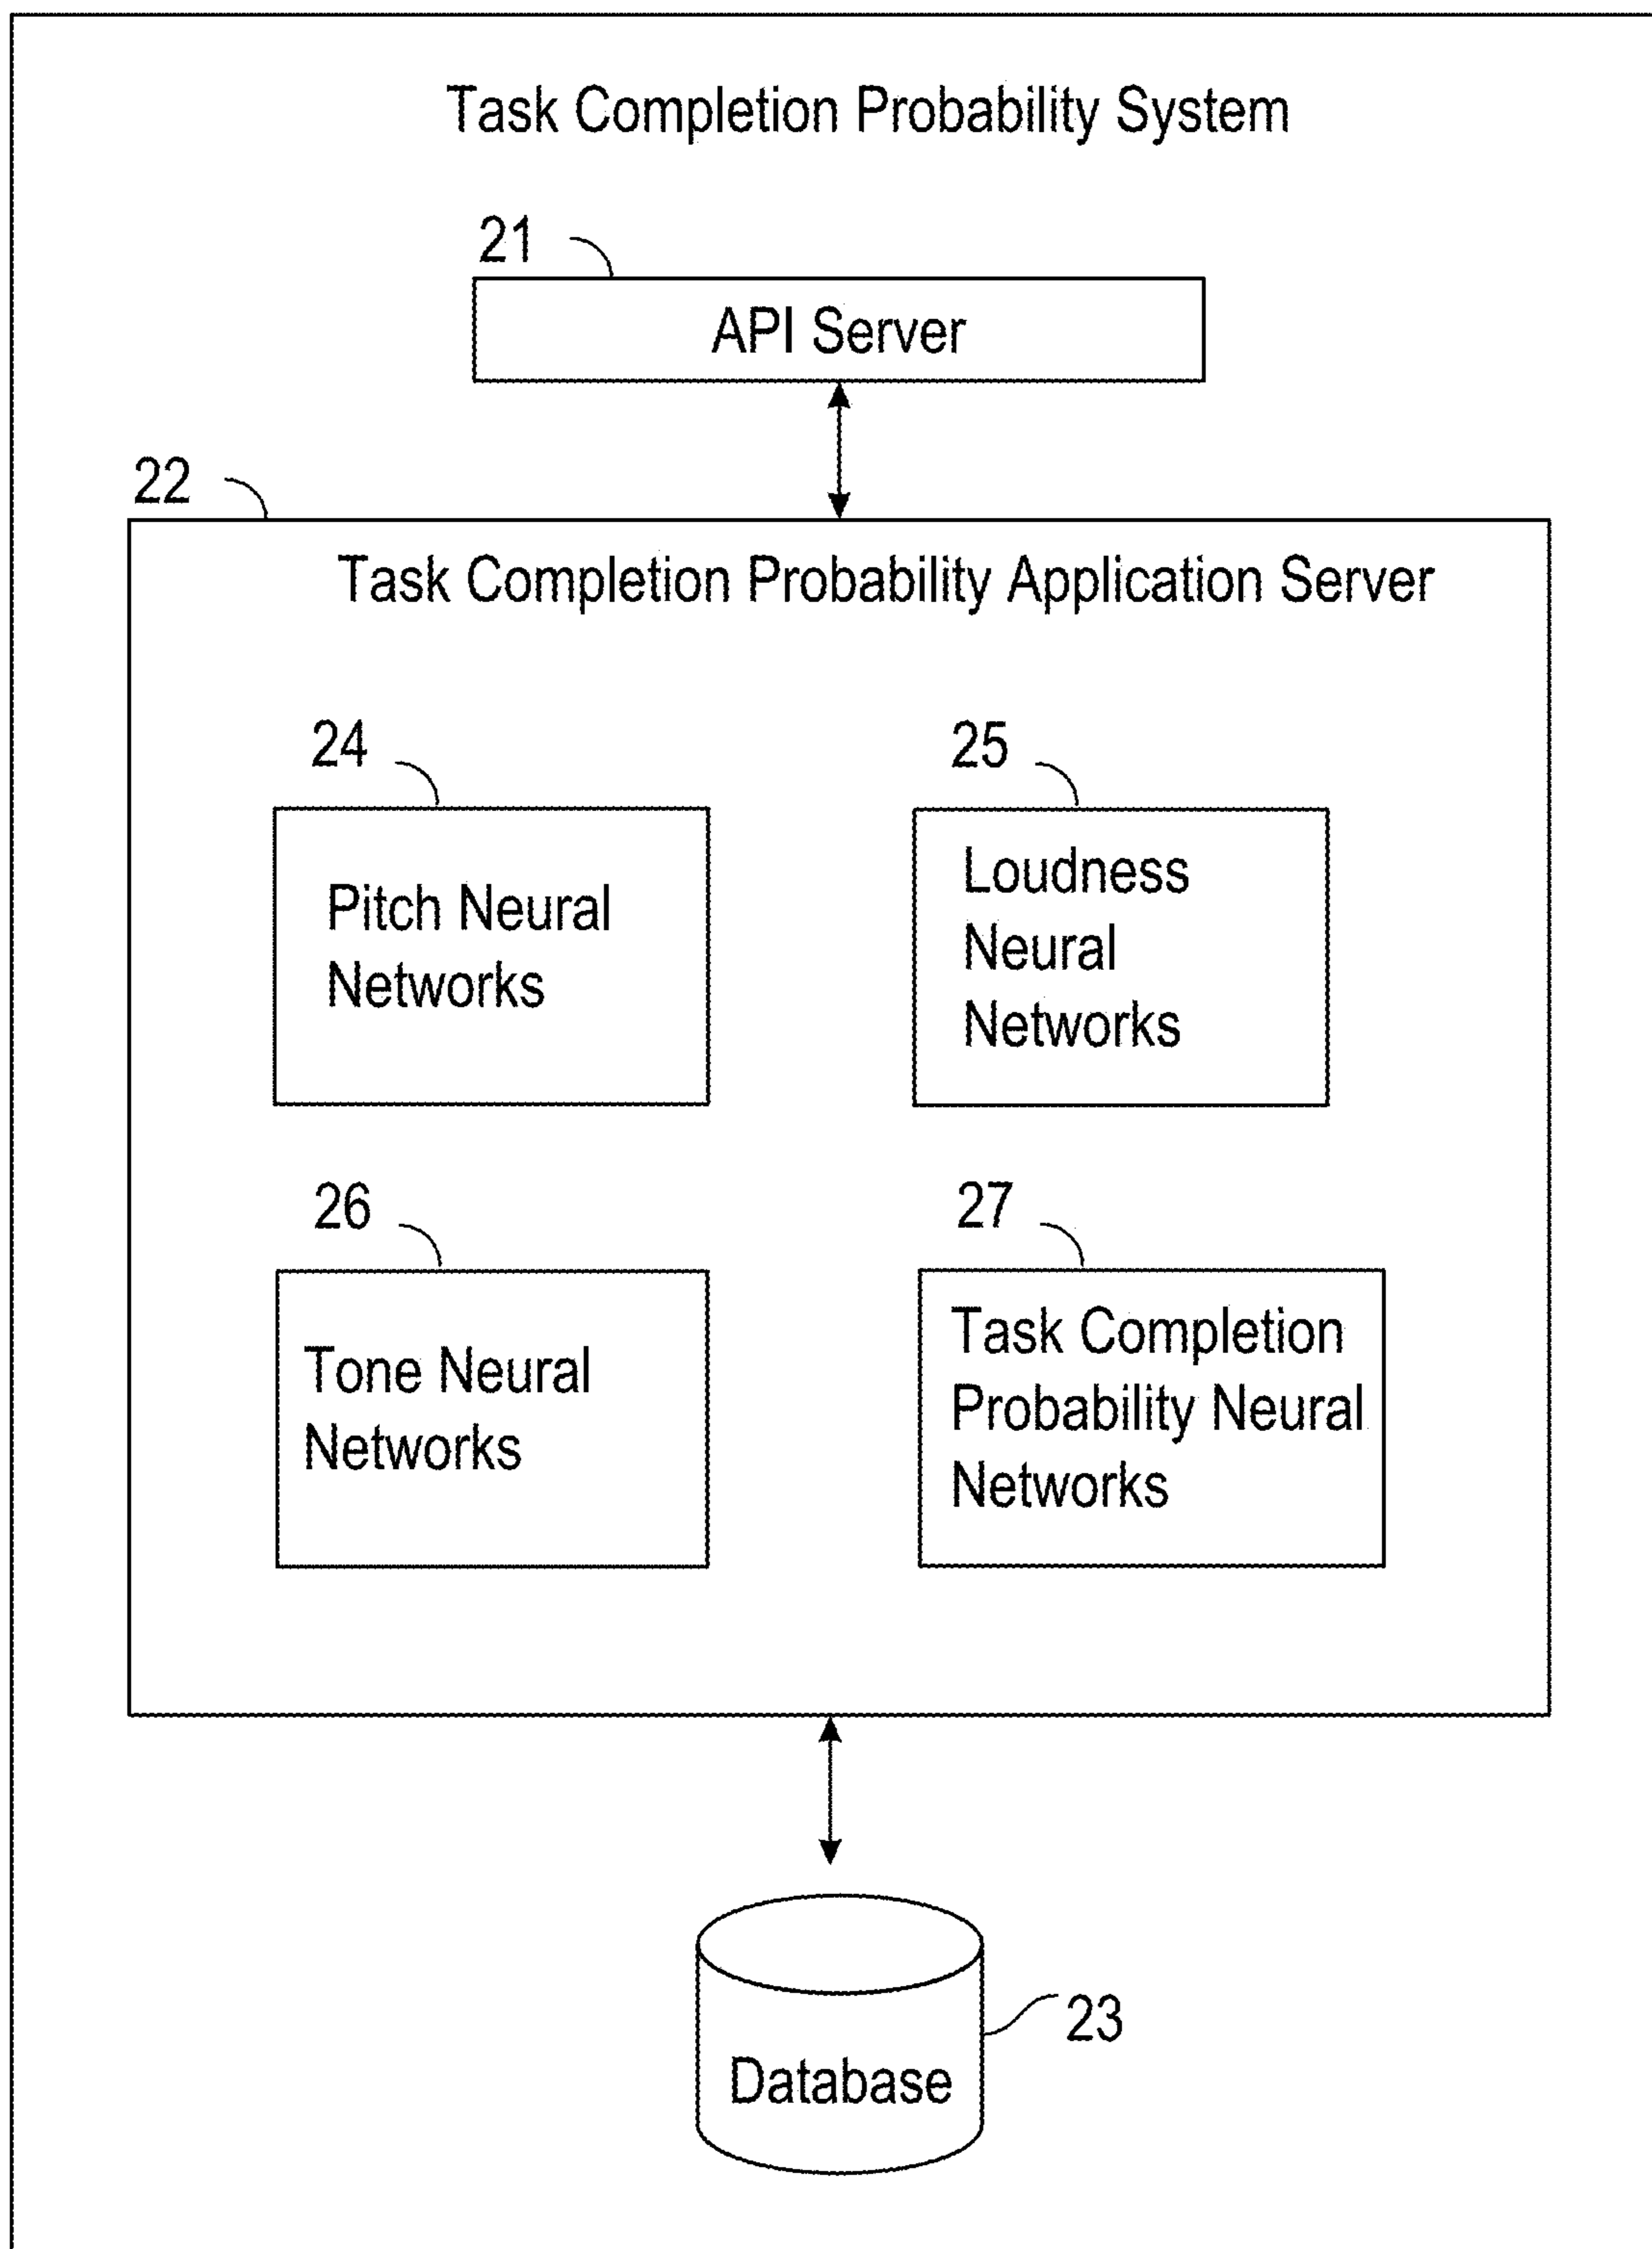 Task Completion Probability System
21
API Server
22
Task Completion Probability Application Server
24
Pitch Neural
Networks
25
Loudness
Neural
Networks
26
Tone Neural
Networks
27
Task Completion
Probability Neural
Networks
23
Database